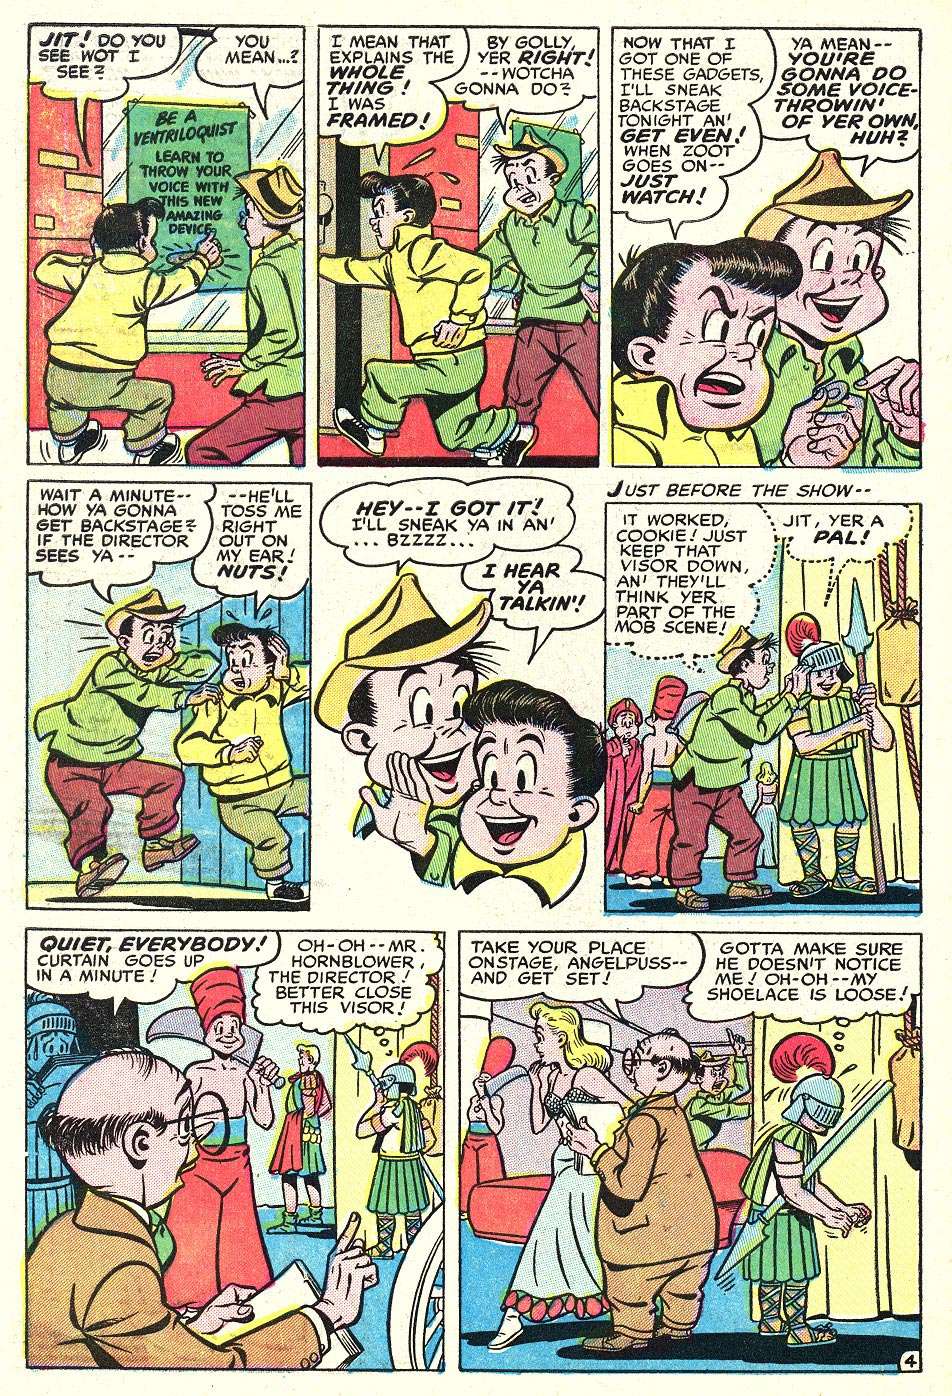 JIT! DO YOU
SEE WOT I
SEE?
YOU
MEAN...?
BE A
VENTRILOQUIST
LEARN TO
THROW YOUR
VOICE WITH
THIS NEW
AMAZING
DEVICE
I MEAN THAT
EXPLAINS THE
WHOLE
THING!
I WAS
FRAMED!
BY GOLLY,
YER RIGHT!
--WOTCHA
GONNA DO?
NOW THAT I
GOT ONE OF
THESE GADGETS,
I'LL SNEAK
BACKSTAGE
TONIGHT AN'
GET EVEN!
WHEN ZOOT
GOES ON--
JUST
WATCH!
YA MEAN--
YOU'RE
GONNA DO
SOME VOICE-
THROWIN'
OF YER OWN,
HUH?
WAIT A MINUTE--
HOW YA GONNA
GET BACKSTAGE?
IF THE DIRECTOR
SEES YA--
--HE'LL
TOSS ME
RIGHT
OUT ON
MY EAR!
NUTS!
HEY--I GOT IT!
I'LL SNEAK YA IN AN'
... BZZZZ...
I HEAR
YA
TALKIN'!
JUST BEFORE THE SHOW--
IT WORKED,
COOKIE! JUST
KEEP THAT
VISOR DOWN,
AN' THEY'LL
THINK YER
PART OF THE
MOB SCENE!
JIT, YER A
PAL!
QUIET, EVERYBODY!
CURTAIN GOES UP
IN A MINUTE!
OH-OH--MR.
HORNBLOWER,
THE DIRECTOR!
BETTER CLOSE
THIS VISOR!
TAKE YOUR PLACE
ONSTAGE, ANGELPUSS--
AND GET SET!
GOTTA MAKE SURE
HE DOESN'T NOTICE
ME! OH-OH--MY
SHOELACE IS LOOSE!
4